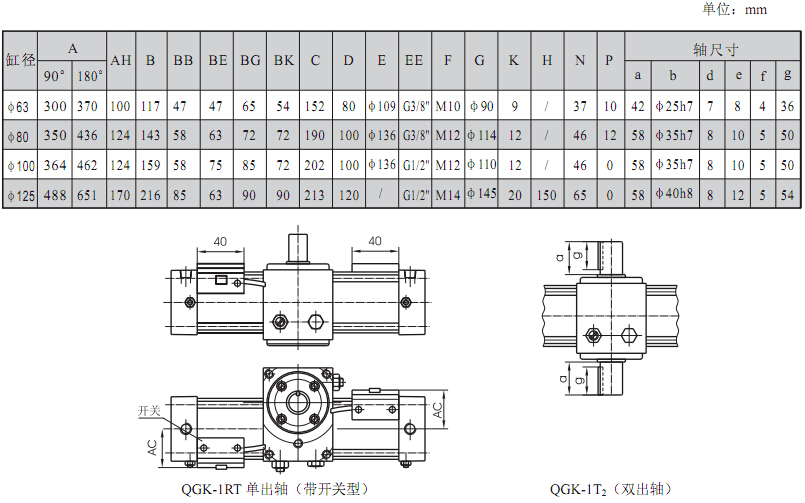 单位：mm
缸径 A AH B BB BE BG BK C D E EE F G K H N P 轴尺寸
90° 180° a b d e f g
φ63 300 370 100 117 47 47 65 54 152 80 φ109 G3/8" M10 φ90 9 / 37 10 42 φ25h7 7 8 4 36
φ80 350 436 124 143 58 63 72 72 190 100 φ136 G3/8" M12 φ114 12 / 46 12 58 φ35h7 8 10 5 50
φ100 364 462 124 159 58 75 85 72 202 100 φ136 G1/2" M12 φ110 12 / 46 0 58 φ35h7 8 10 5 50
φ125 488 651 170 216 85 63 90 90 213 120 / G1/2" M14 φ145 20 150 65 0 58 φ40h8 8 12 5 54
40 40
a g
a g
开关
AC AC
QGK-1RT 单出轴（带开关型） QGK-1T₂（双出轴）